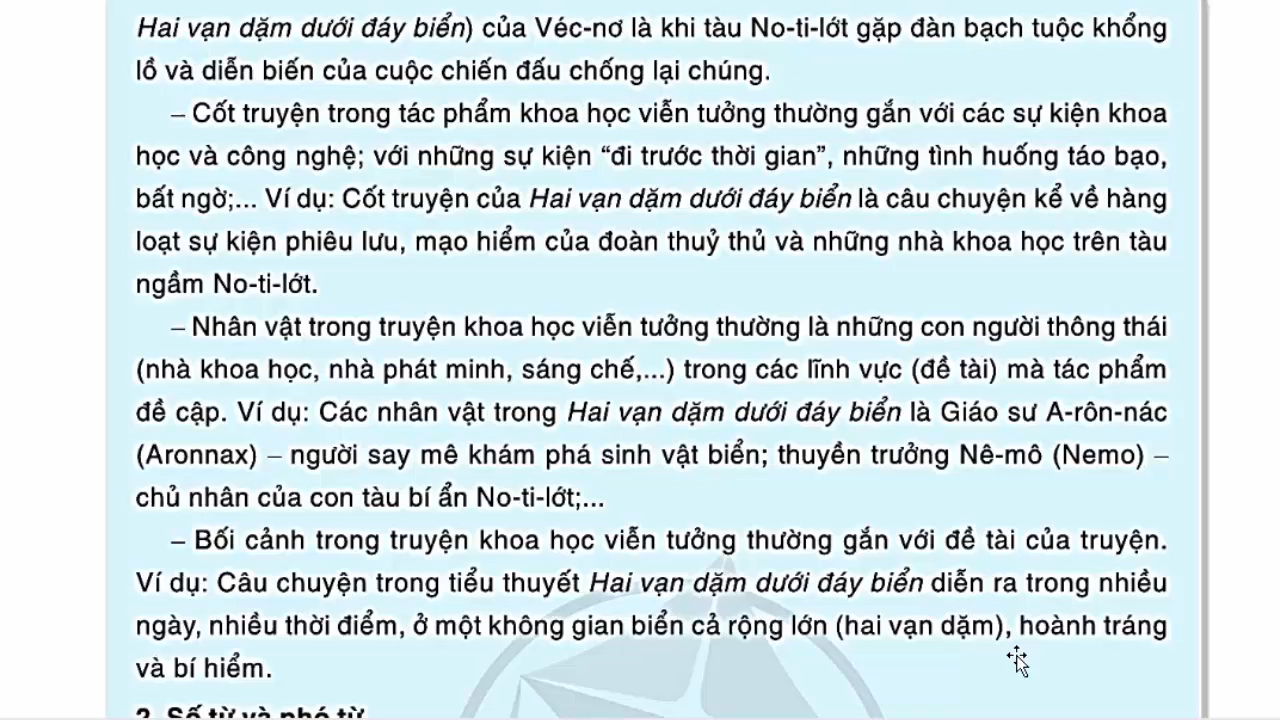 Hai vạn dặm dưới đáy biển) của Véc-nơ là khi tàu No-ti-lớt gặp đàn bạch tuộc khổng
lồ và diễn biến của cuộc chiến đấu chống lại chúng.
– Cốt truyện trong tác phẩm khoa học viễn tưởng thường gắn với các sự kiện khoa
học và công nghệ; với những sự kiện “đi trước thời gian”, những tình huống táo bạo,
bất ngờ;... Ví dụ: Cốt truyện của Hai vạn dặm dưới đáy biển là câu chuyện kể về hàng
loạt sự kiện phiêu lưu, mạo hiểm của đoàn thuỷ thủ và những nhà khoa học trên tàu
ngầm No-ti-lớt.
– Nhân vật trong truyện khoa học viễn tưởng thường là những con người thông thái
(nhà khoa học, nhà phát minh, sáng chế,...) trong các lĩnh vực (đề tài) mà tác phẩm
đề cập. Ví dụ: Các nhân vật trong Hai vạn dặm dưới đáy biển là Giáo sư A-rôn-nác
(Aronnax) – người say mê khám phá sinh vật biển; thuyền trưởng Nê-mô (Nemo) –
chủ nhân của con tàu bí ẩn No-ti-lớt;...
– Bối cảnh trong truyện khoa học viễn tưởng thường gắn với đề tài của truyện.
Ví dụ: Câu chuyện trong tiểu thuyết Hai vạn dặm dưới đáy biển diễn ra trong nhiều
ngày, nhiều thời điểm, ở một không gian biển cả rộng lớn (hai vạn dặm), hoành tráng
và bí hiểm.
2. Số từ và phó từ